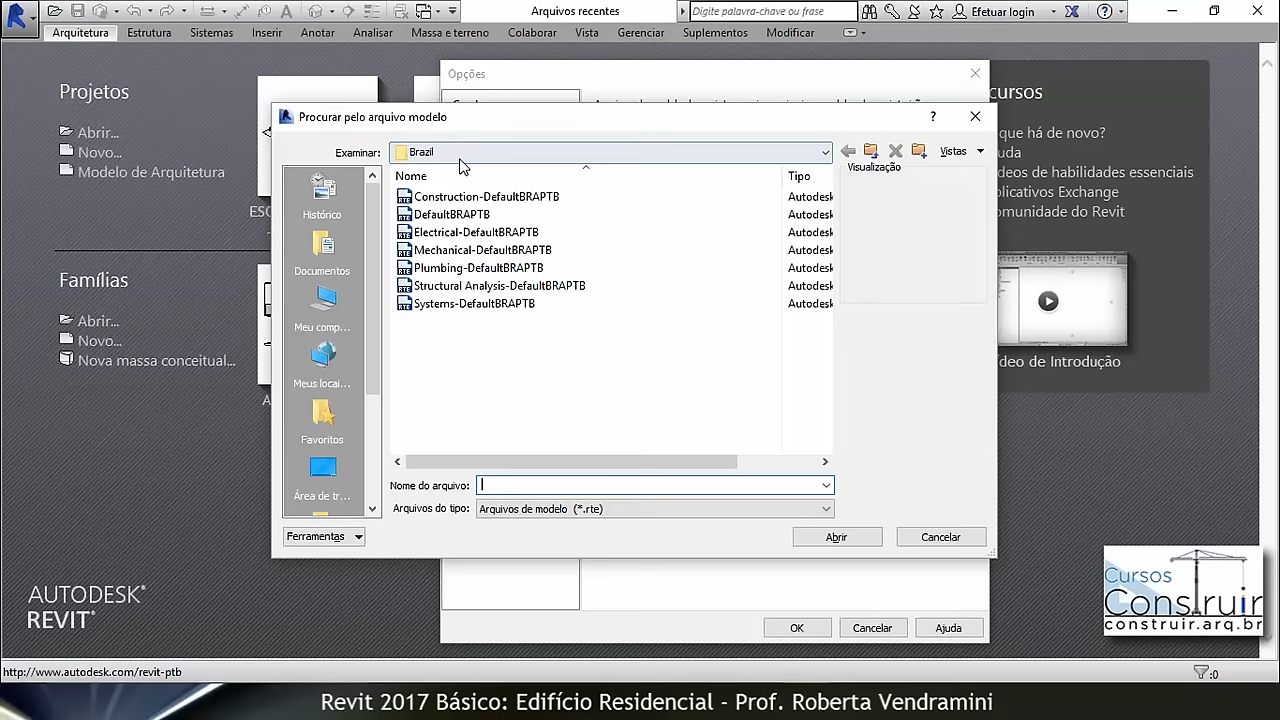 Arquivos recentes
Digite palavra-chave ou frase
Efetuar login
Arquitetura
Estrutura
Sistemas
Inserir
Anotar
Analisar
Massa e terreno
Colaborar
Vista
Gerenciar
Suplementos
Modificar
Projetos
Abrir...
Novo...
Modelo de Arquitetura
Famílias
Abrir...
Novo...
Nova massa conceitual...
AUTODESK®
REVIT®
Opções
Procurar pelo arquivo modelo
Examinar:
Brazil
Vistas
Visualização
Nome
Tipo
Construction-DefaultBRAPTB
Autodesk
DefaultBRAPTB
Autodesk
Electrical-DefaultBRAPTB
Autodesk
Mechanical-DefaultBRAPTB
Autodesk
Plumbing-DefaultBRAPTB
Autodesk
Structural Analysis-DefaultBRAPTB
Autodesk
Systems-DefaultBRAPTB
Autodesk
Histórico
Documentos
Meu comp...
Meus locai...
Favoritos
Área de tr...
Nome do arquivo:
Arquivos do tipo:
Arquivos de modelo (*.rte)
Ferramentas
Abrir
Cancelar
OK
Cancelar
Ajuda
cursos
que há de novo?
uda
deos de habilidades essenciais
plicativos Exchange
omunidade do Revit
ídeo de Introdução
Cursos
Construir
construir.arq.br
http://www.autodesk.com/revit-ptb
:0
Revit 2017 Básico: Edifício Residencial - Prof. Roberta Vendramini